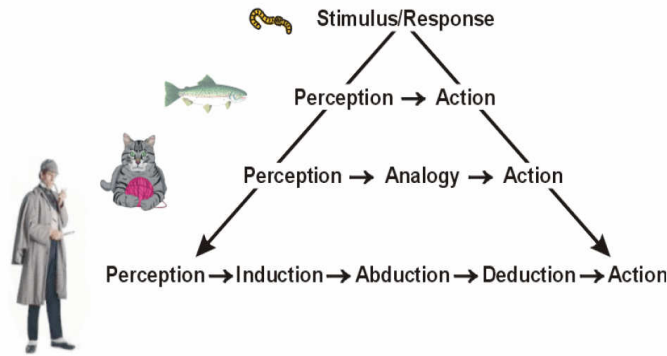 Stimulus/Response
Perception → Action
Perception → Analogy → Action
Perception → Induction → Abduction → Deduction → Action